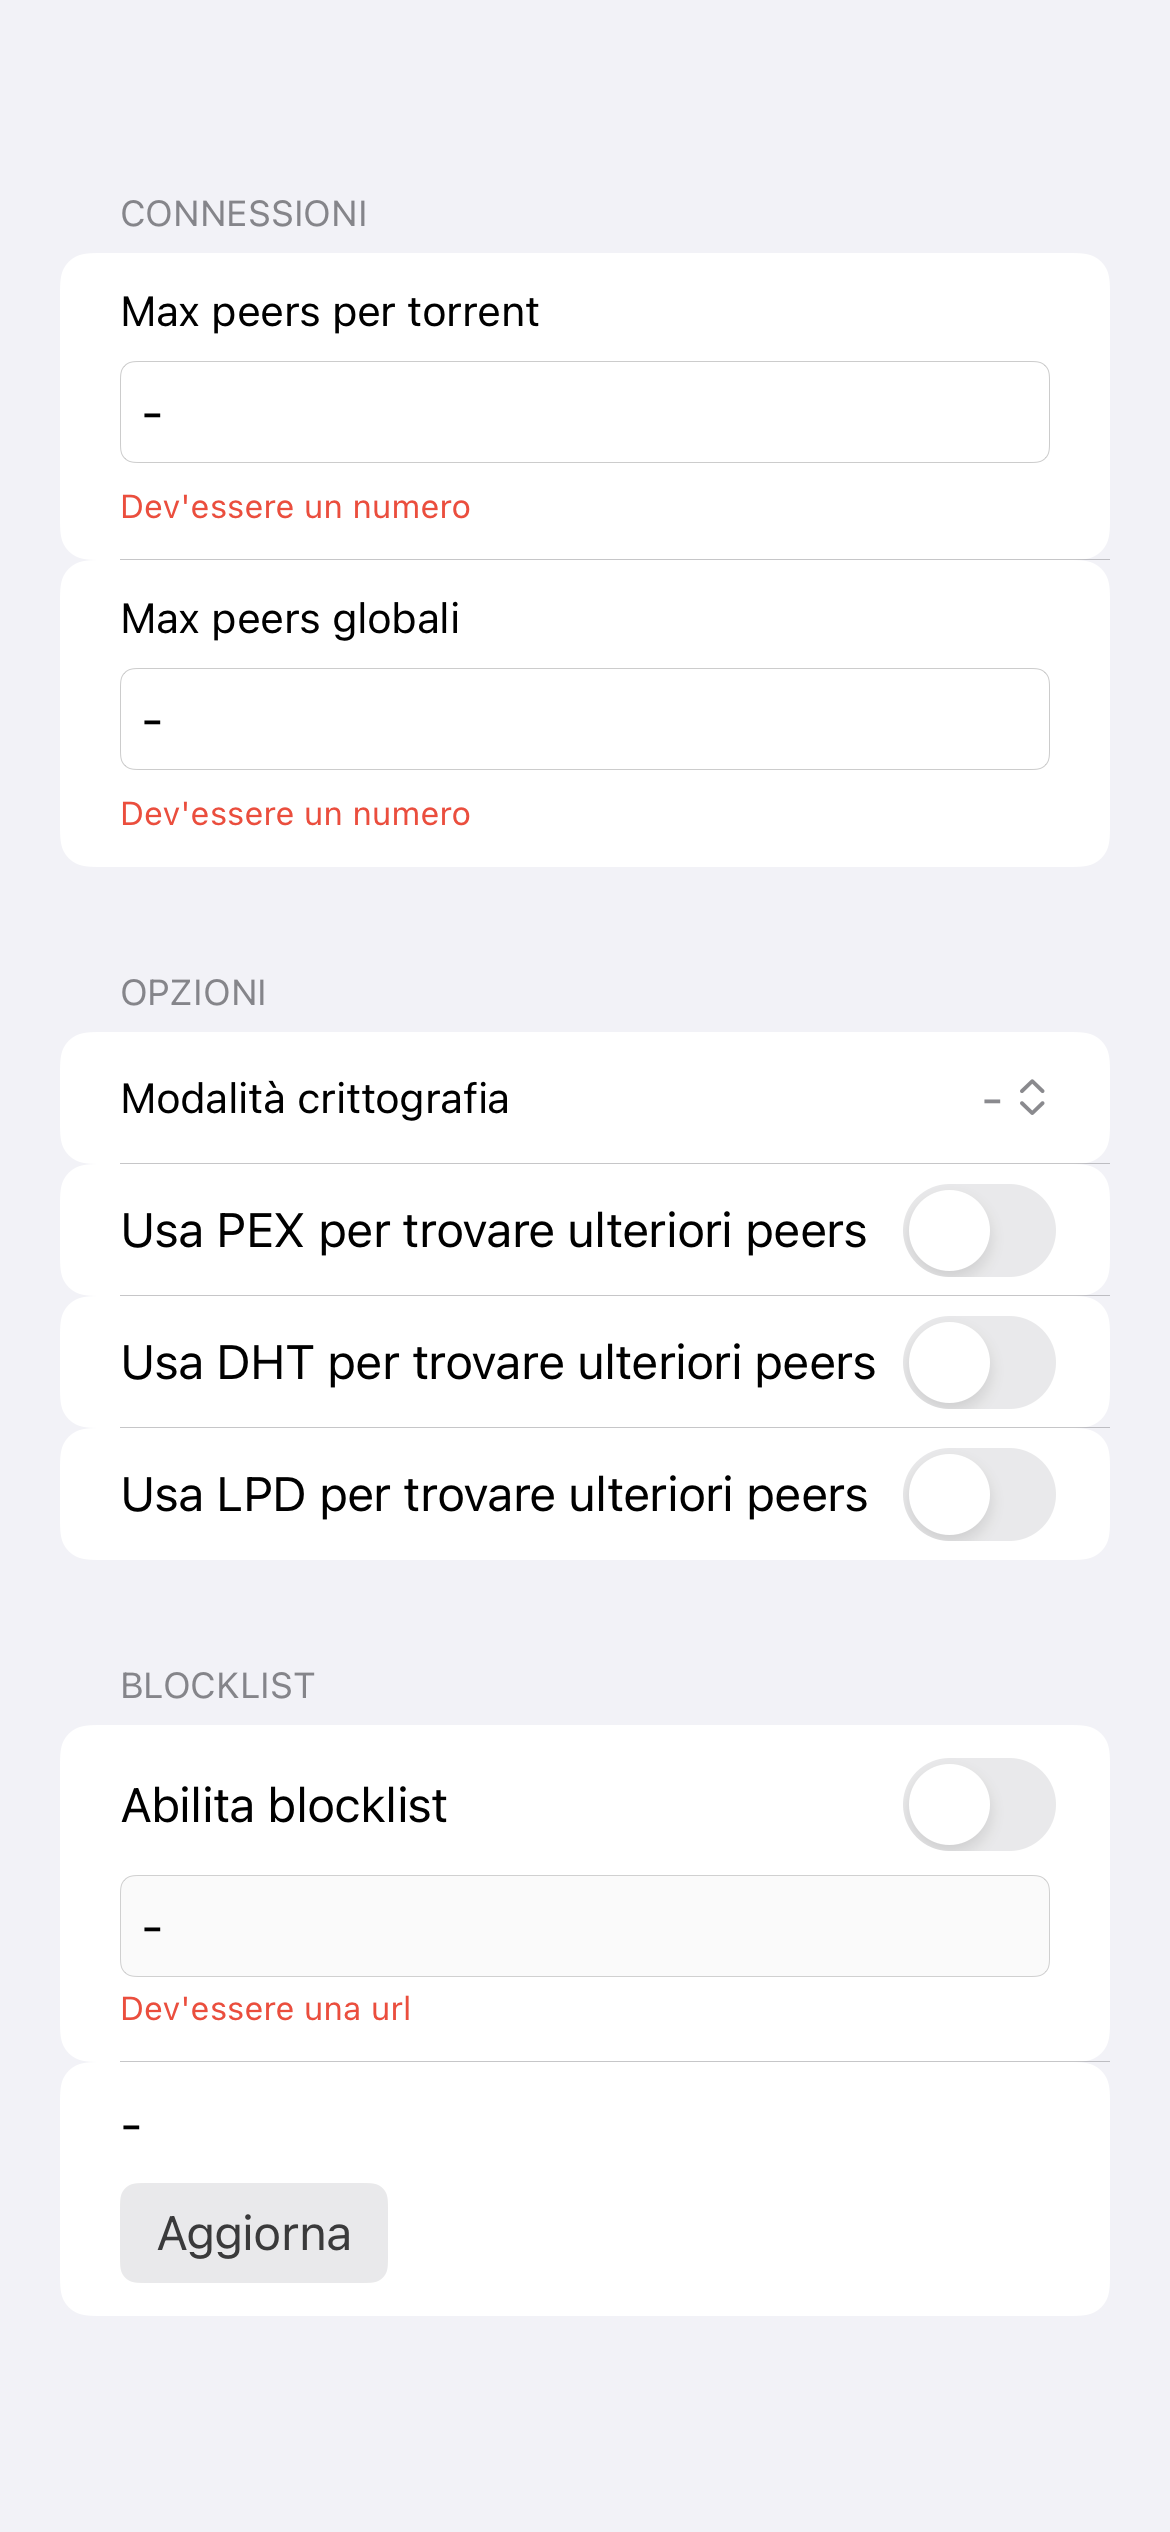 CONNESSIONI
Max peers per torrent
-
Dev'essere un numero
Max peers globali
-
Dev'essere un numero
OPZIONI
Modalità crittografia -
Usa PEX per trovare ulteriori peers
Usa DHT per trovare ulteriori peers
Usa LPD per trovare ulteriori peers
BLOCKLIST
Abilita blocklist
-
Dev'essere una url
-
Aggiorna